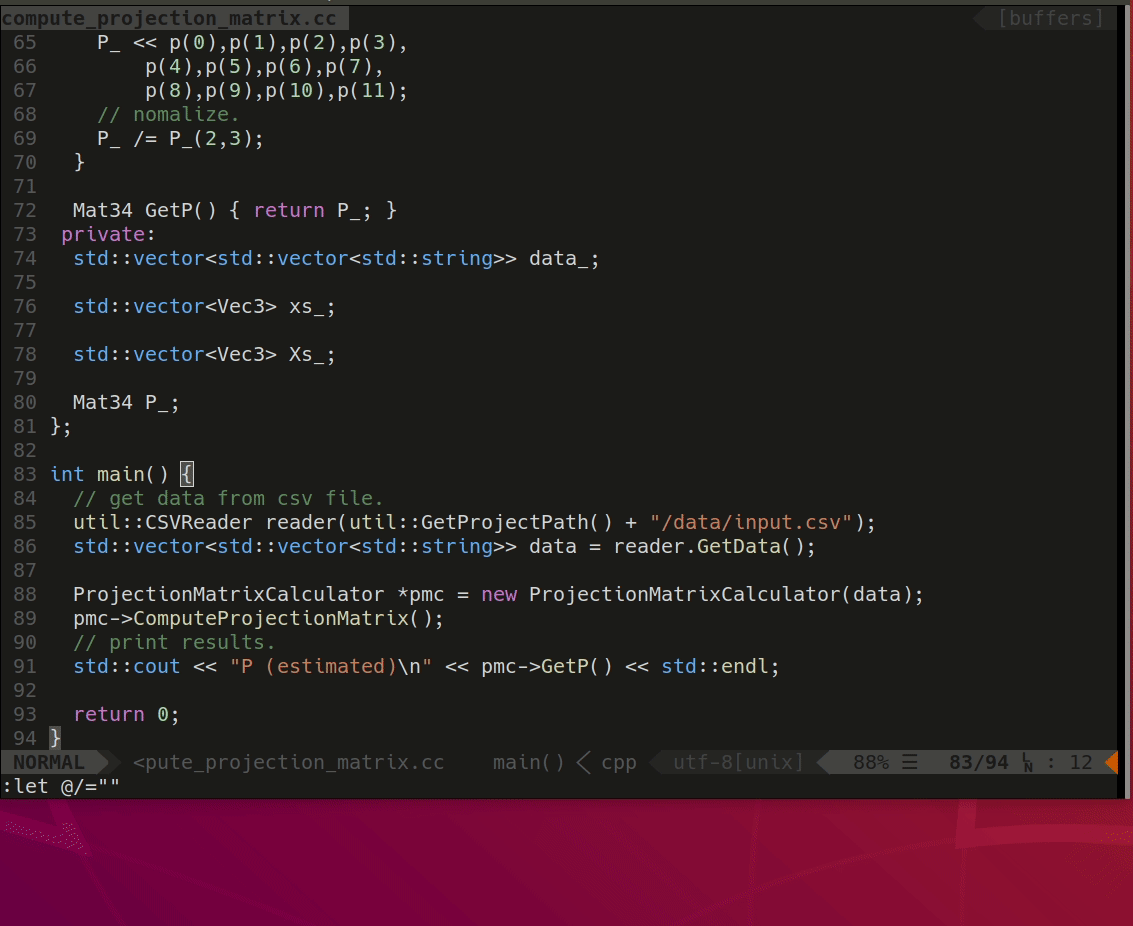 compute_projection_matrix.cc [buffers]
65 P_ << p(0),p(1),p(2),p(3),
66 p(4),p(5),p(6),p(7),
67 p(8),p(9),p(10),p(11);
68 // nomalize.
69 P_ /= P_(2,3);
70 }
71
72 Mat34 GetP() { return P_; }
73 private:
74 std::vector<std::vector<std::string>> data_;
75
76 std::vector<Vec3> xs_;
77
78 std::vector<Vec3> Xs_;
79
80 Mat34 P_;
81 };
82
83 int main() {
84 // get data from csv file.
85 util::CSVReader reader(util::GetProjectPath() + "/data/input.csv");
86 std::vector<std::vector<std::string>> data = reader.GetData();
87
88 ProjectionMatrixCalculator *pmc = new ProjectionMatrixCalculator(data);
89 pmc->ComputeProjectionMatrix();
90 // print results.
91 std::cout << "P (estimated)\n" << pmc->GetP() << std::endl;
92
93 return 0;
94 }
NORMAL <pute_projection_matrix.cc main() cpp utf-8[unix] 88% ☰ 83/94 ␤ : 12
:let @/=""